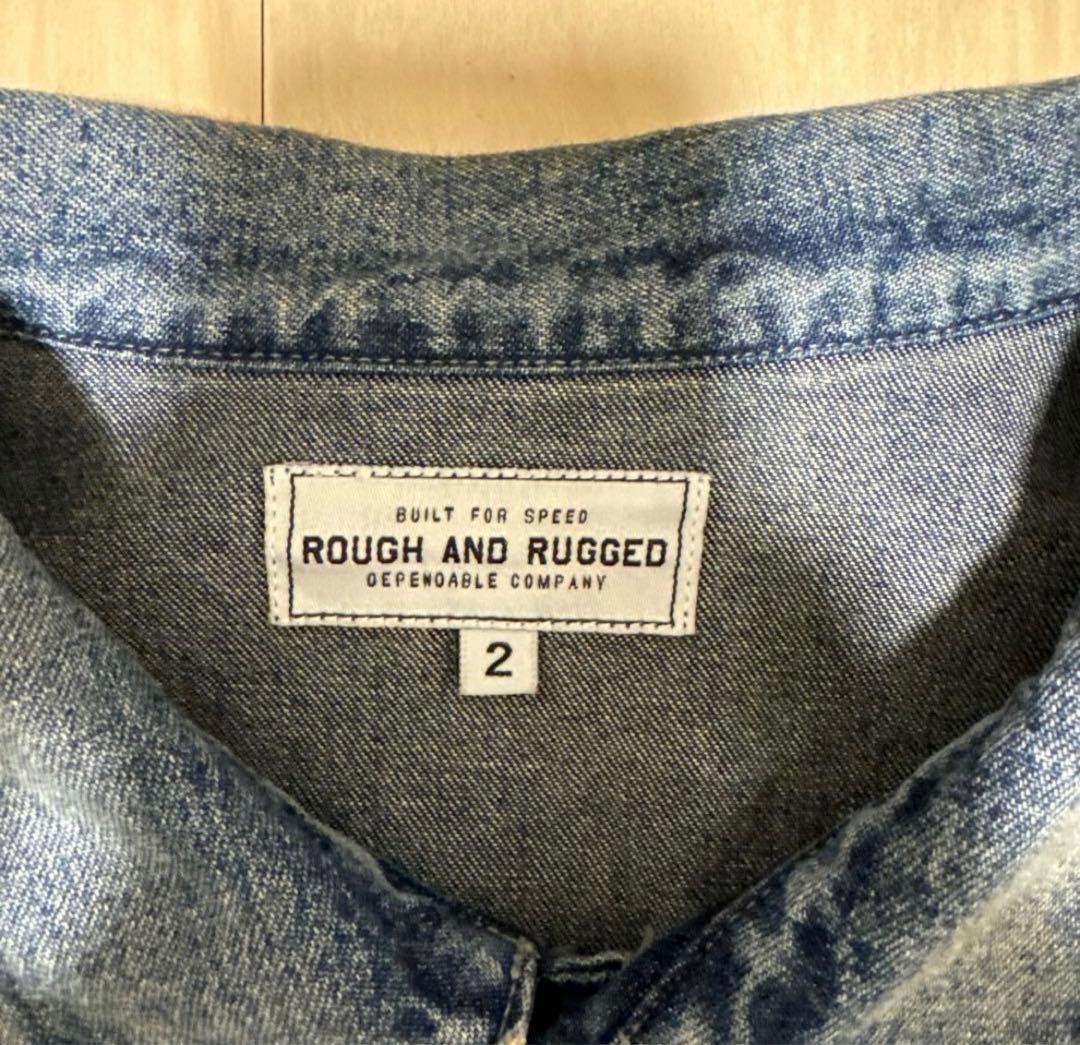 BUILT FOR SPEED
ROUGH AND RUGGED
DEPENDABLE COMPANY
2